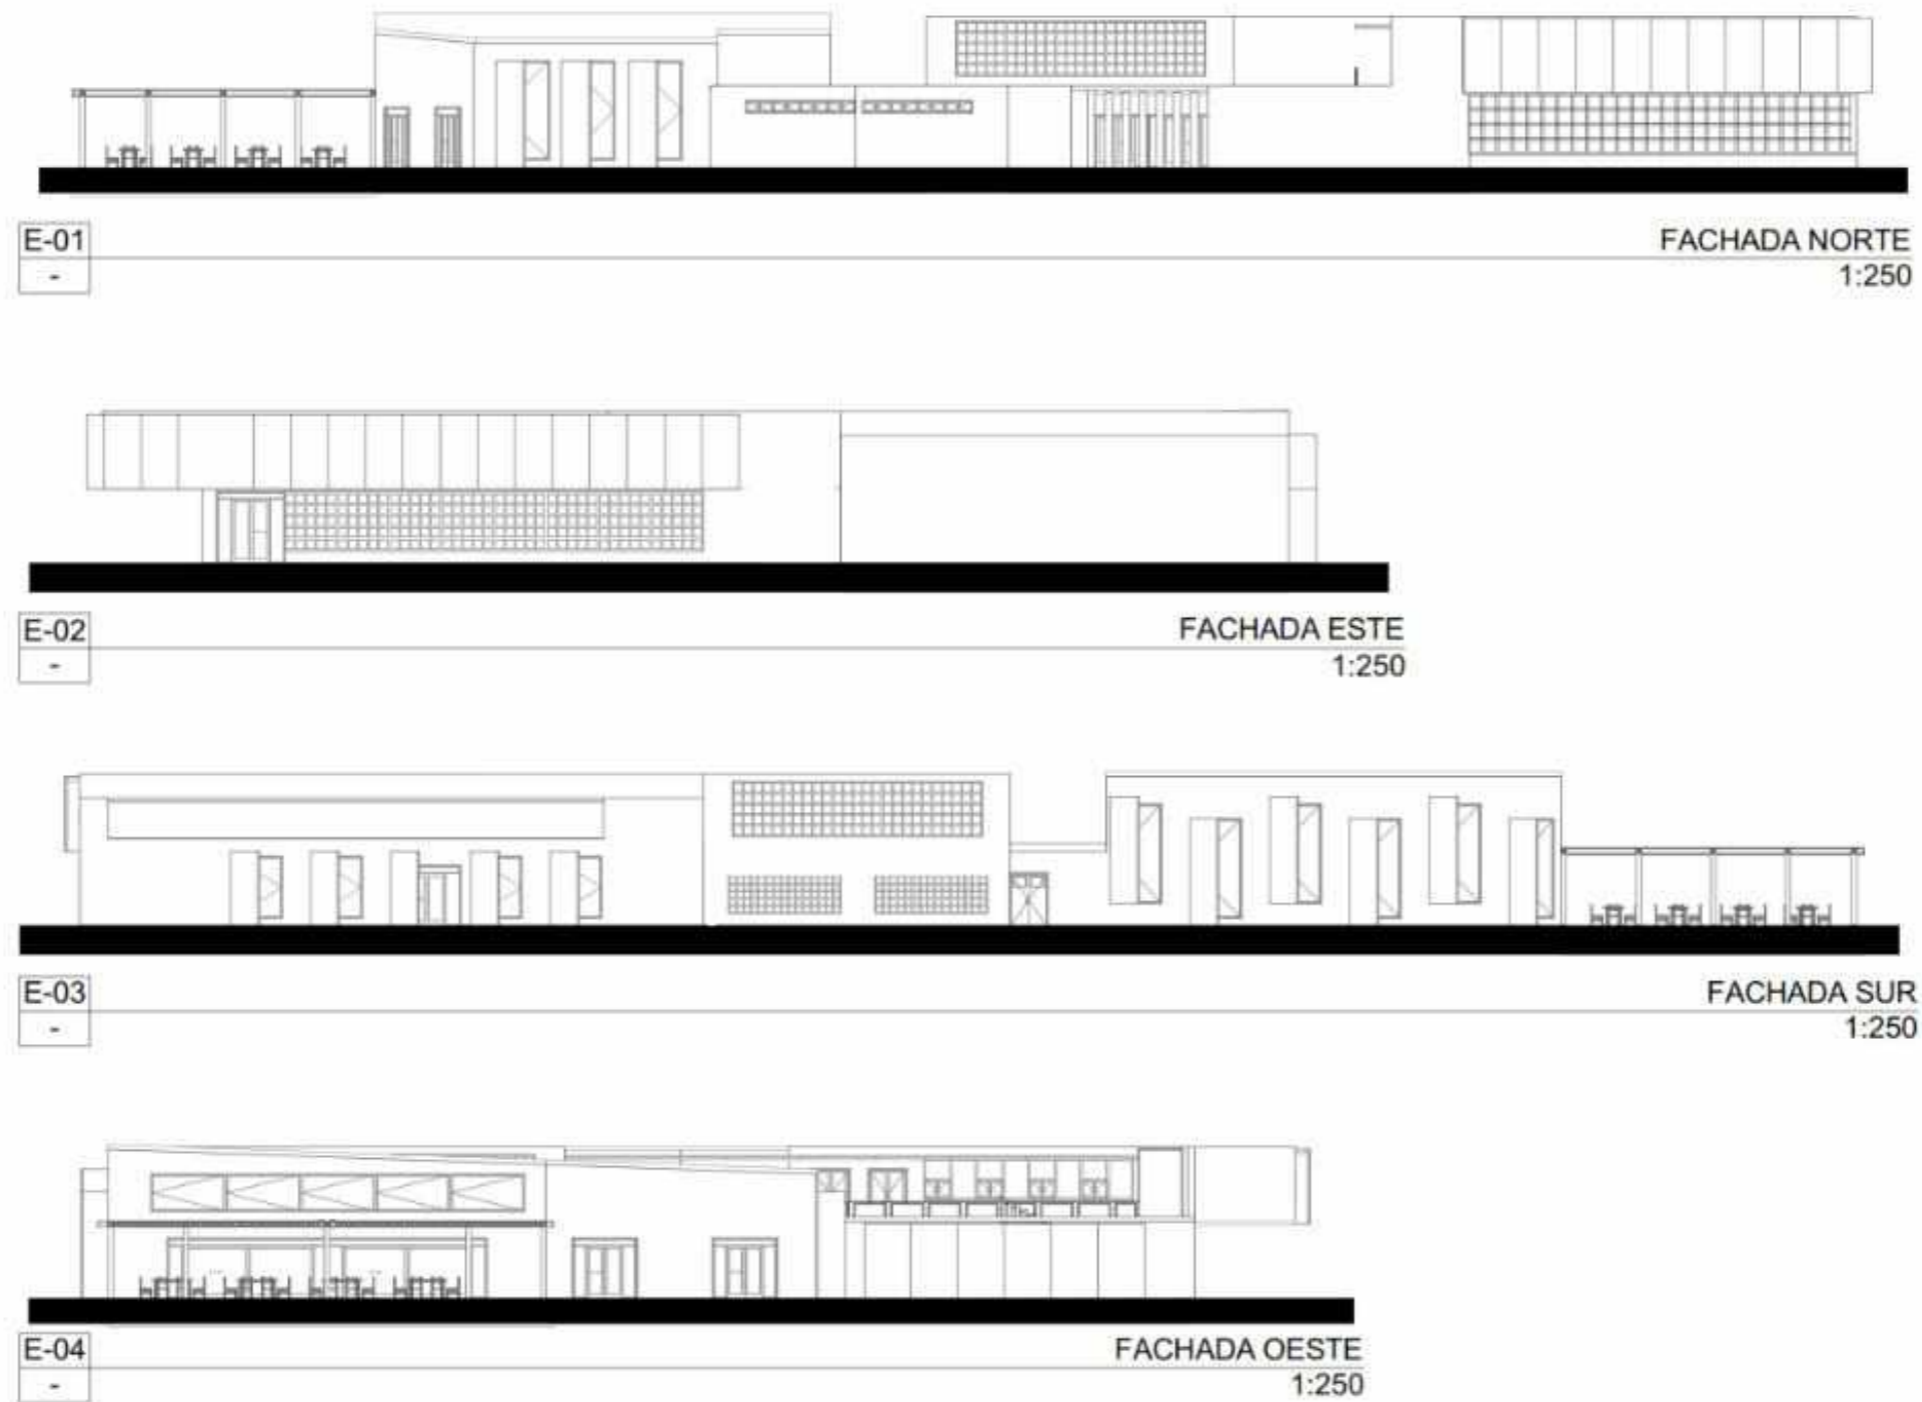 E-01
FACHADA NORTE
-
1:250
E-02
FACHADA ESTE
-
1:250
E-03
FACHADA SUR
-
1:250
E-04
FACHADA OESTE
-
1:250